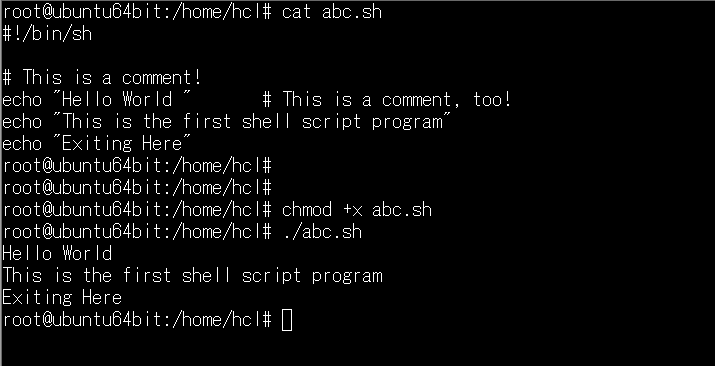 root@ubuntu64bit:/home/hcl# cat abc.sh
#!/bin/sh
# This is a comment!
echo "Hello World "       # This is a comment, too!
echo "This is the first shell script program"
echo "Exiting Here"
root@ubuntu64bit:/home/hcl#
root@ubuntu64bit:/home/hcl#
root@ubuntu64bit:/home/hcl# chmod +x abc.sh
root@ubuntu64bit:/home/hcl# ./abc.sh
Hello World
This is the first shell script program
Exiting Here
root@ubuntu64bit:/home/hcl#